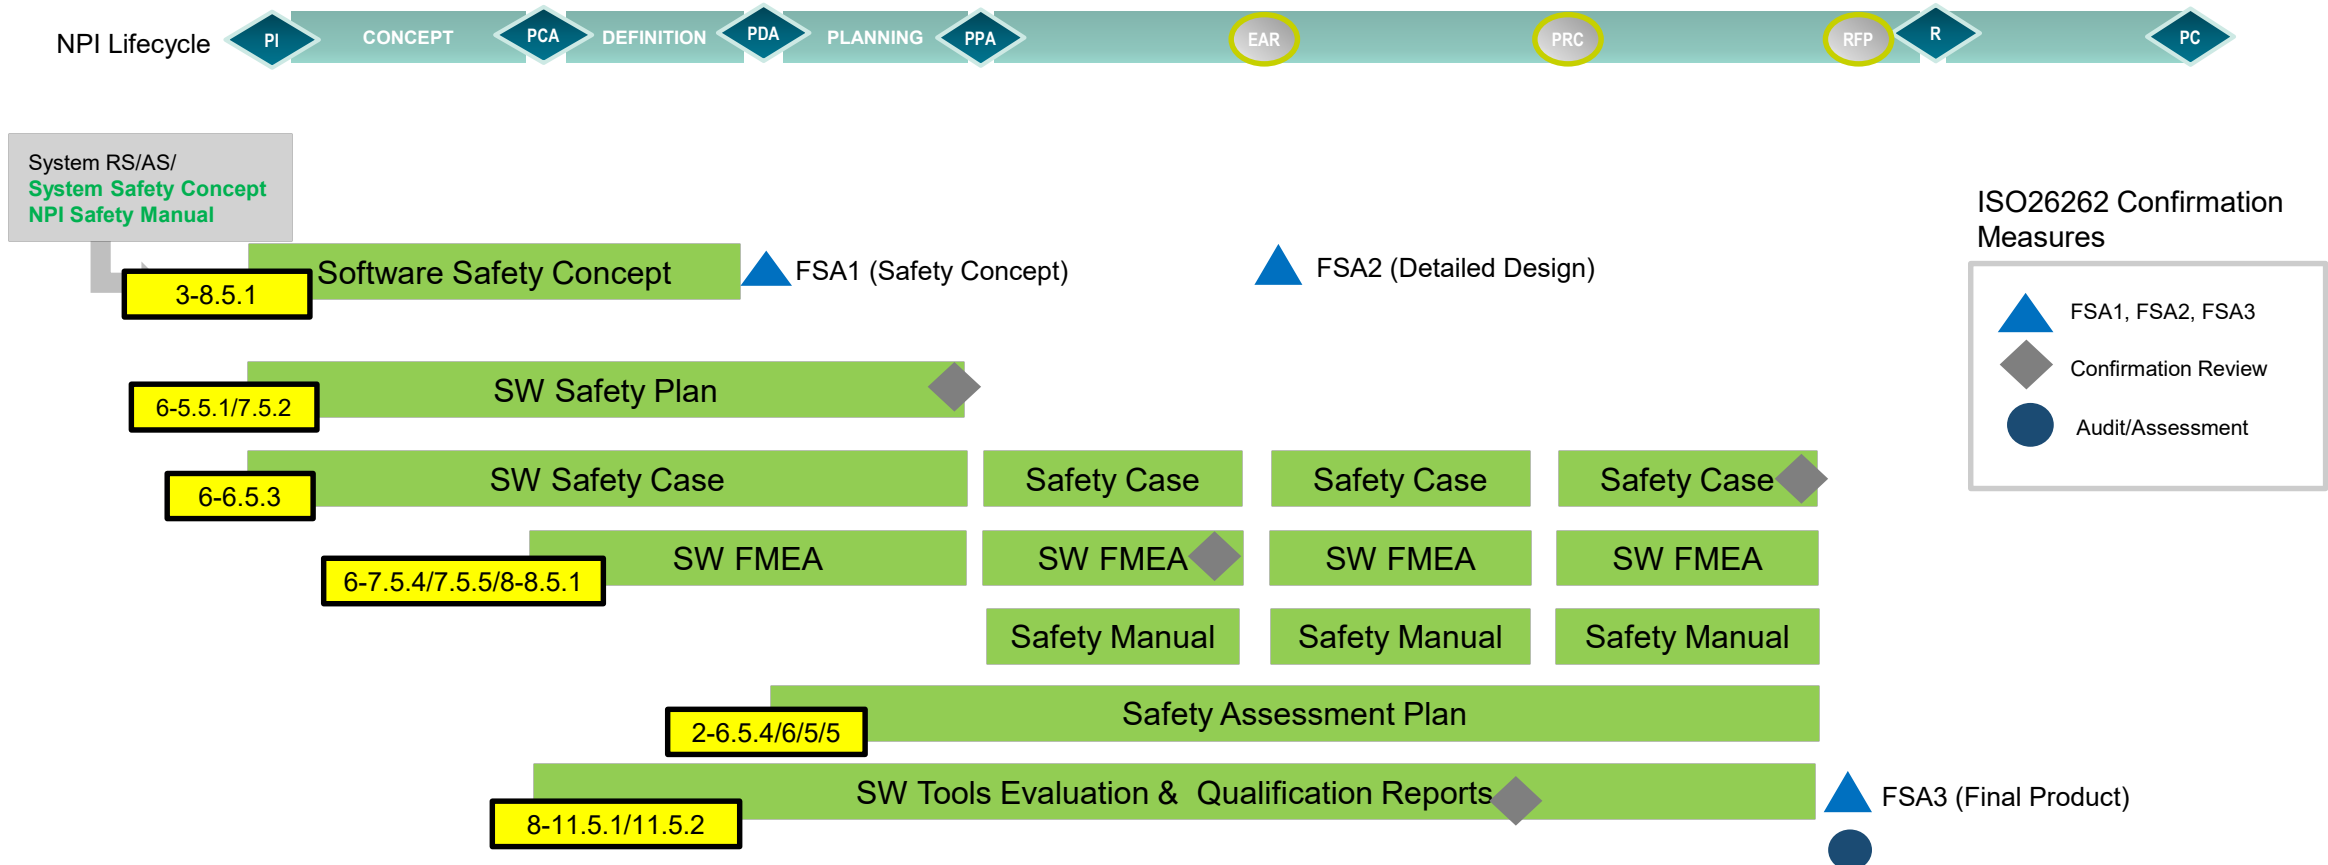 NPI Lifecycle
PI
CONCEPT
PCA
DEFINITION
PDA
PLANNING
PPA
EAR
PRC
RFP
R
PC
System RS/AS/
System Safety Concept
NPI Safety Manual
ISO26262 Confirmation
Measures
Software Safety Concept
3-8.5.1
FSA1 (Safety Concept)
FSA2 (Detailed Design)
FSA1, FSA2, FSA3
Confirmation Review
Audit/Assessment
SW Safety Plan
6-5.5.1/7.5.2
SW Safety Case
Safety Case
Safety Case
Safety Case
6-6.5.3
SW FMEA
SW FMEA
SW FMEA
SW FMEA
6-7.5.4/7.5.5/8-8.5.1
Safety Manual
Safety Manual
Safety Manual
Safety Assessment Plan
2-6.5.4/6/5/5
SW Tools Evaluation & Qualification Reports
8-11.5.1/11.5.2
FSA3 (Final Product)